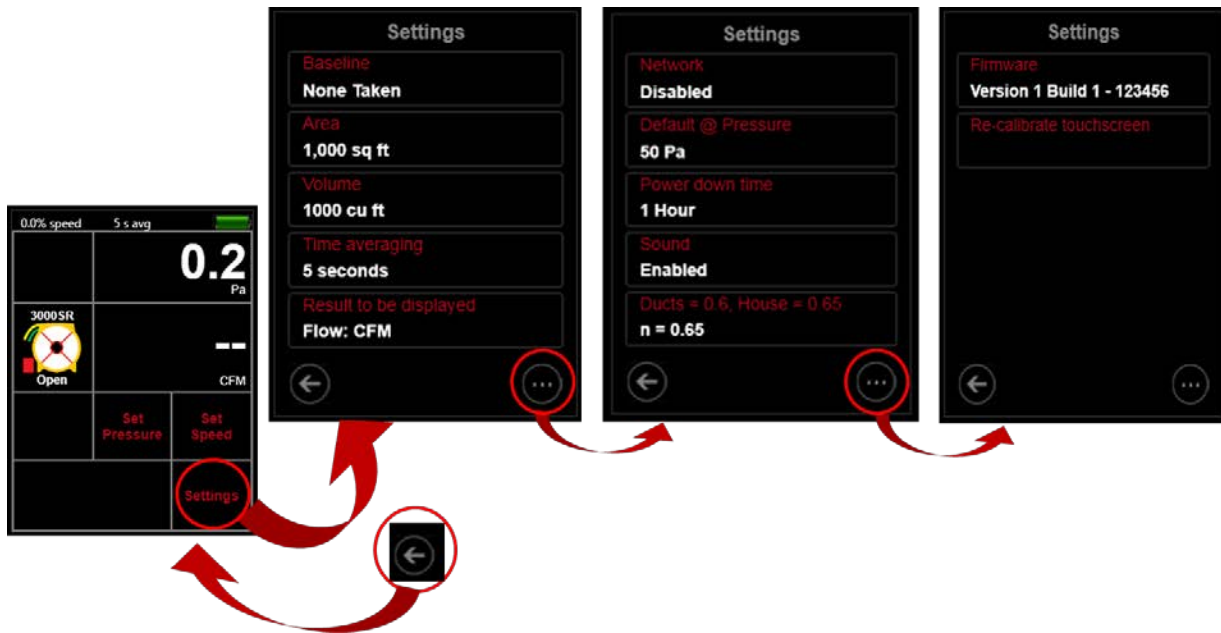 0.0% speed 5 s avg
0.2
Pa
3000SR
Open
--
CFM
Set
Pressure
Set
Speed
Settings
Settings
Baseline
None Taken
Area
1,000 sq ft
Volume
1000 cu ft
Time averaging
5 seconds
Result to be displayed
Flow: CFM
Settings
Network
Disabled
Default @ Pressure
50 Pa
Power down time
1 Hour
Sound
Enabled
Ducts = 0.6, House = 0.65
n = 0.65
Settings
Firmware
Version 1 Build 1 - 123456
Re-calibrate touchscreen